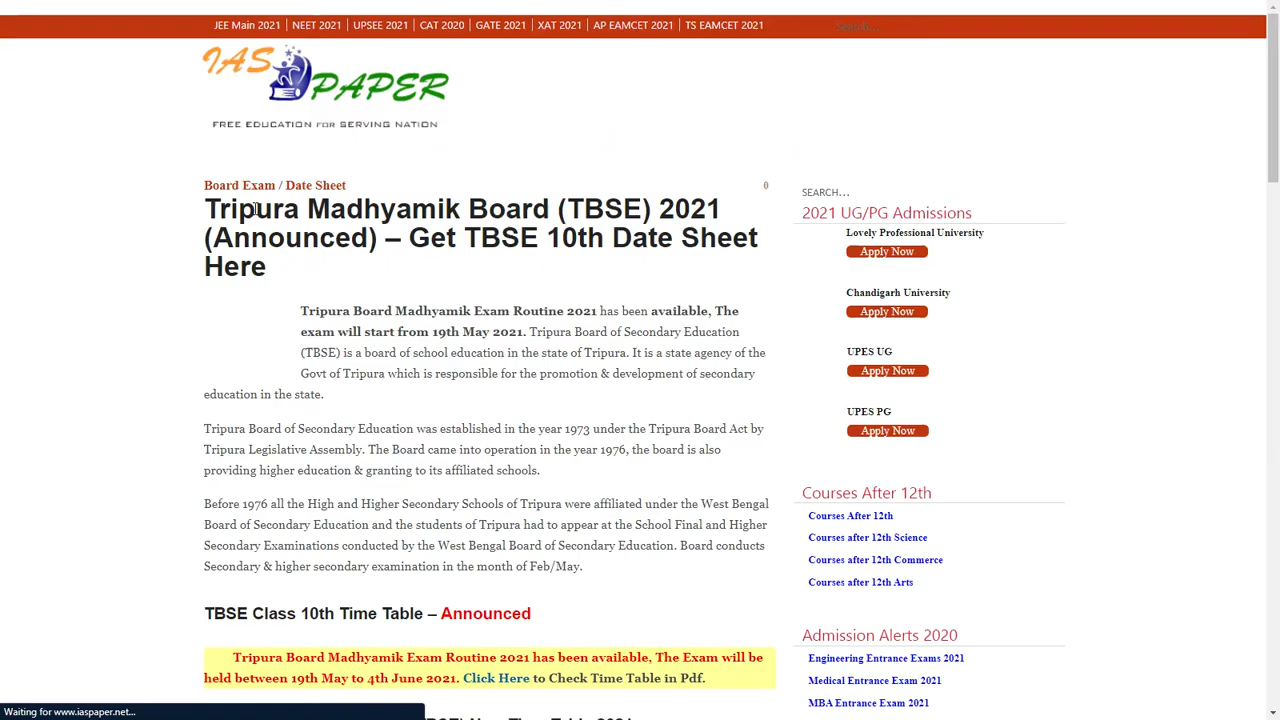 JEE Main 2021 NEET 2021 UPSEE 2021 CAT 2020 GATE 2021 XAT 2021 AP EAMCET 2021 TS EAMCET 2021 Search...
IAS PAPER
FREE EDUCATION FOR SERVING NATION
Board Exam / Date Sheet 0
Tripura Madhyamik Board (TBSE) 2021
(Announced) – Get TBSE 10th Date Sheet
Here
Tripura Board Madhyamik Exam Routine 2021 has been available, The
exam will start from 19th May 2021. Tripura Board of Secondary Education
(TBSE) is a board of school education in the state of Tripura. It is a state agency of the
Govt of Tripura which is responsible for the promotion & development of secondary
education in the state.
Tripura Board of Secondary Education was established in the year 1973 under the Tripura Board Act by
Tripura Legislative Assembly. The Board came into operation in the year 1976, the board is also
providing higher education & granting to its affiliated schools.
Before 1976 all the High and Higher Secondary Schools of Tripura were affiliated under the West Bengal
Board of Secondary Education and the students of Tripura had to appear at the School Final and Higher
Secondary Examinations conducted by the West Bengal Board of Secondary Education. Board conducts
Secondary & higher secondary examination in the month of Feb/May.
TBSE Class 10th Time Table – Announced
Tripura Board Madhyamik Exam Routine 2021 has been available, The Exam will be
held between 19th May to 4th June 2021. Click Here to Check Time Table in Pdf.
SEARCH...
2021 UG/PG Admissions
Lovely Professional University
Apply Now
Chandigarh University
Apply Now
UPES UG
Apply Now
UPES PG
Apply Now
Courses After 12th
Courses After 12th
Courses after 12th Science
Courses after 12th Commerce
Courses after 12th Arts
Admission Alerts 2020
Engineering Entrance Exams 2021
Medical Entrance Exam 2021
MBA Entrance Exam 2021
Waiting for www.iaspaper.net...